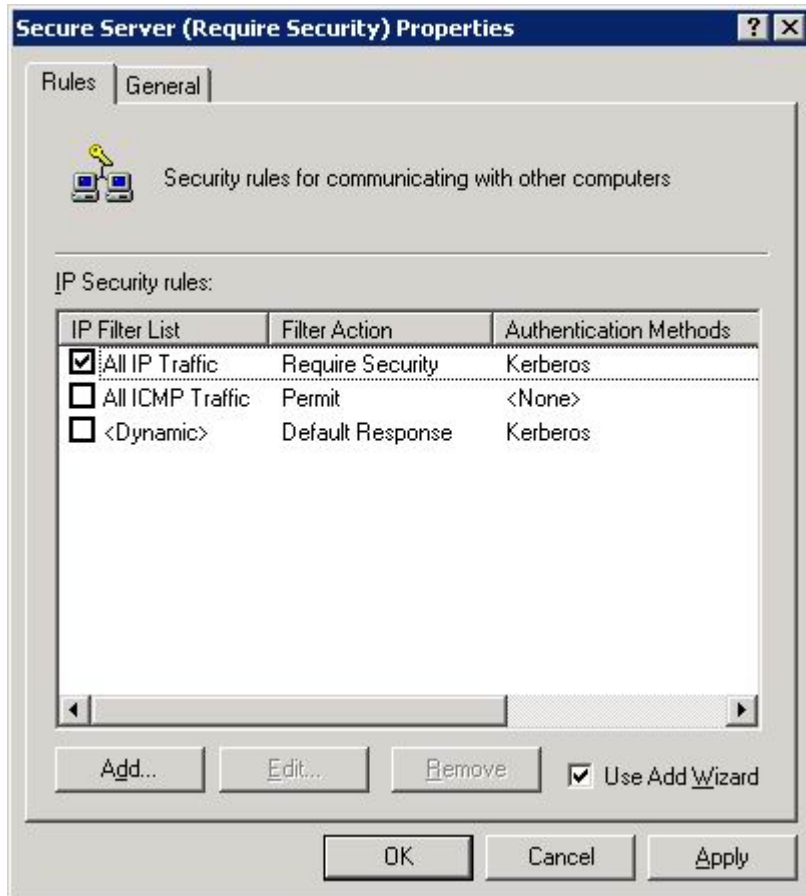 Secure Server (Require Security) Properties
Rules General
Security rules for communicating with other computers
IP Security rules:
IP Filter List Filter Action Authentication Methods
All IP Traffic Require Security Kerberos
All ICMP Traffic Permit <None>
<Dynamic> Default Response Kerberos
Add... Edit... Remove Use Add Wizard
OK Cancel Apply